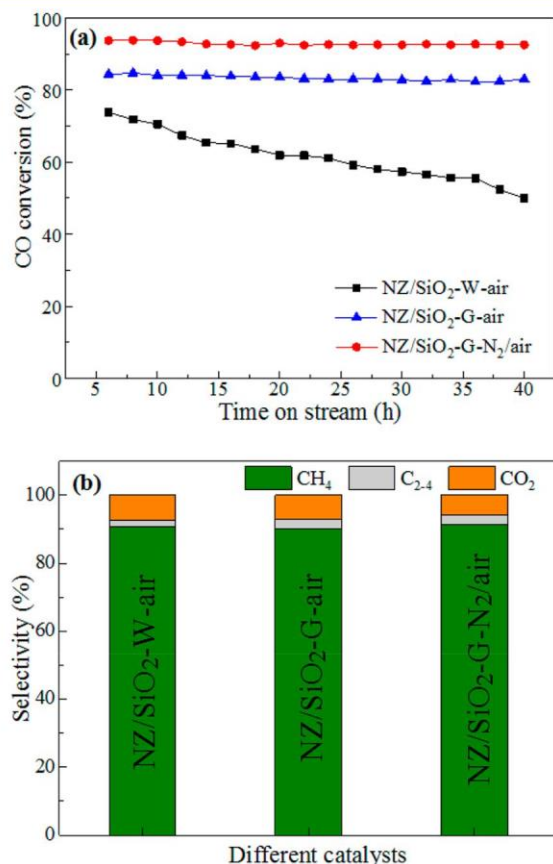 (a)
100
80
60
40
20
0
CO conversion (%)
NZ/SiO₂-W-air
NZ/SiO₂-G-air
NZ/SiO₂-G-N₂/air
5 10 15 20 25 30 35 40
Time on stream (h)
(b)
CH₄ C₂₋₄ CO₂
100
80
60
40
20
0
Selectivity (%)
NZ/SiO₂-W-air
NZ/SiO₂-G-air
NZ/SiO₂-G-N₂/air
Different catalysts